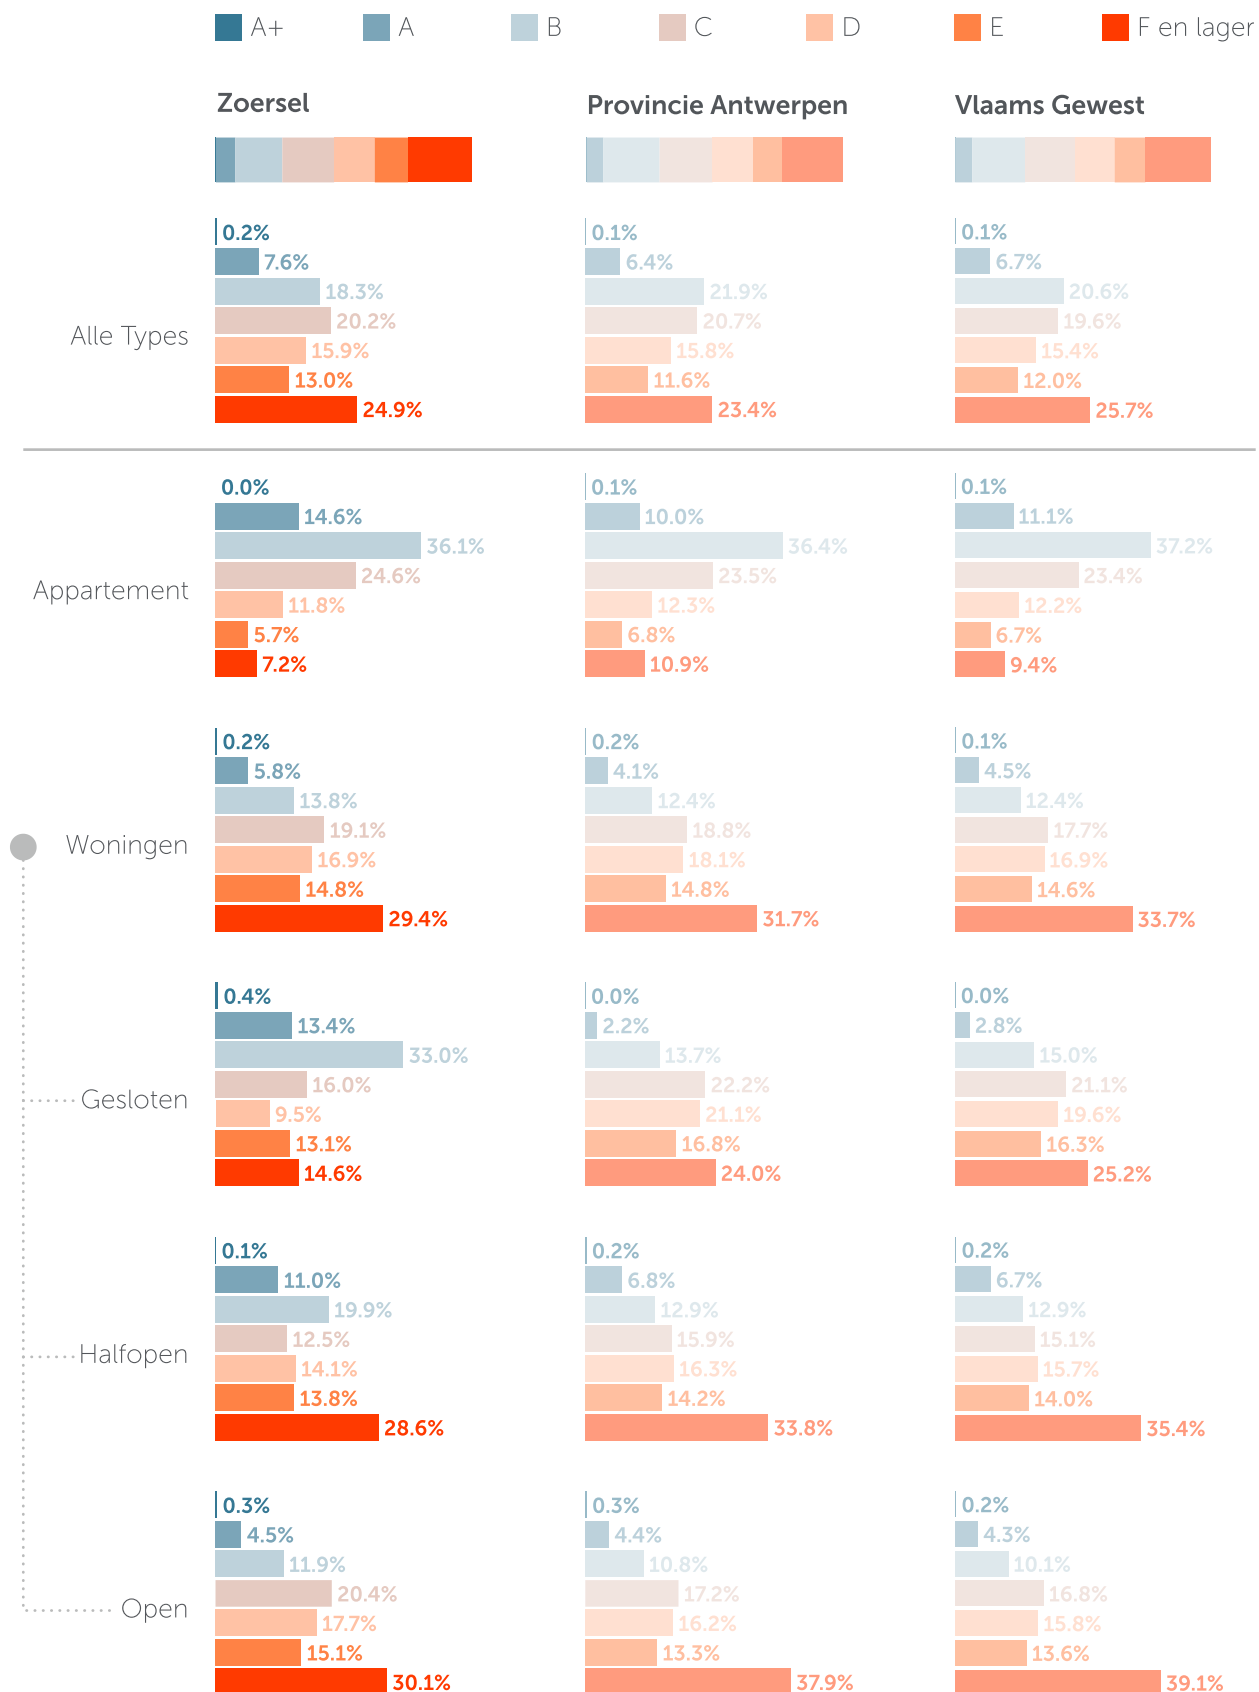 A+ A B C D E F en lager
Zoersel Provincie Antwerpen Vlaams Gewest
Alle Types
0.2% 0.1% 0.1%
7.6% 6.4% 6.7%
18.3% 21.9% 20.6%
20.2% 20.7% 19.6%
15.9% 15.8% 15.4%
13.0% 11.6% 12.0%
24.9% 23.4% 25.7%
Appartement
0.0% 0.1% 0.1%
14.6% 10.0% 11.1%
36.1% 36.4% 37.2%
24.6% 23.5% 23.4%
11.8% 12.3% 12.2%
5.7% 6.8% 6.7%
7.2% 10.9% 9.4%
Woningen
0.2% 0.2% 0.1%
5.8% 4.1% 4.5%
13.8% 12.4% 12.4%
19.1% 18.8% 17.7%
16.9% 18.1% 16.9%
14.8% 14.8% 14.6%
29.4% 31.7% 33.7%
Gesloten
0.4% 0.0% 0.0%
13.4% 2.2% 2.8%
33.0% 13.7% 15.0%
16.0% 22.2% 21.1%
9.5% 21.1% 19.6%
13.1% 16.8% 16.3%
14.6% 24.0% 25.2%
Halfopen
0.1% 0.2% 0.2%
11.0% 6.8% 6.7%
19.9% 12.9% 12.9%
12.5% 15.9% 15.1%
14.1% 16.3% 15.7%
13.8% 14.2% 14.0%
28.6% 33.8% 35.4%
Open
0.3% 0.3% 0.2%
4.5% 4.4% 4.3%
11.9% 10.8% 10.1%
20.4% 17.2% 16.8%
17.7% 16.2% 15.8%
15.1% 13.3% 13.6%
30.1% 37.9% 39.1%